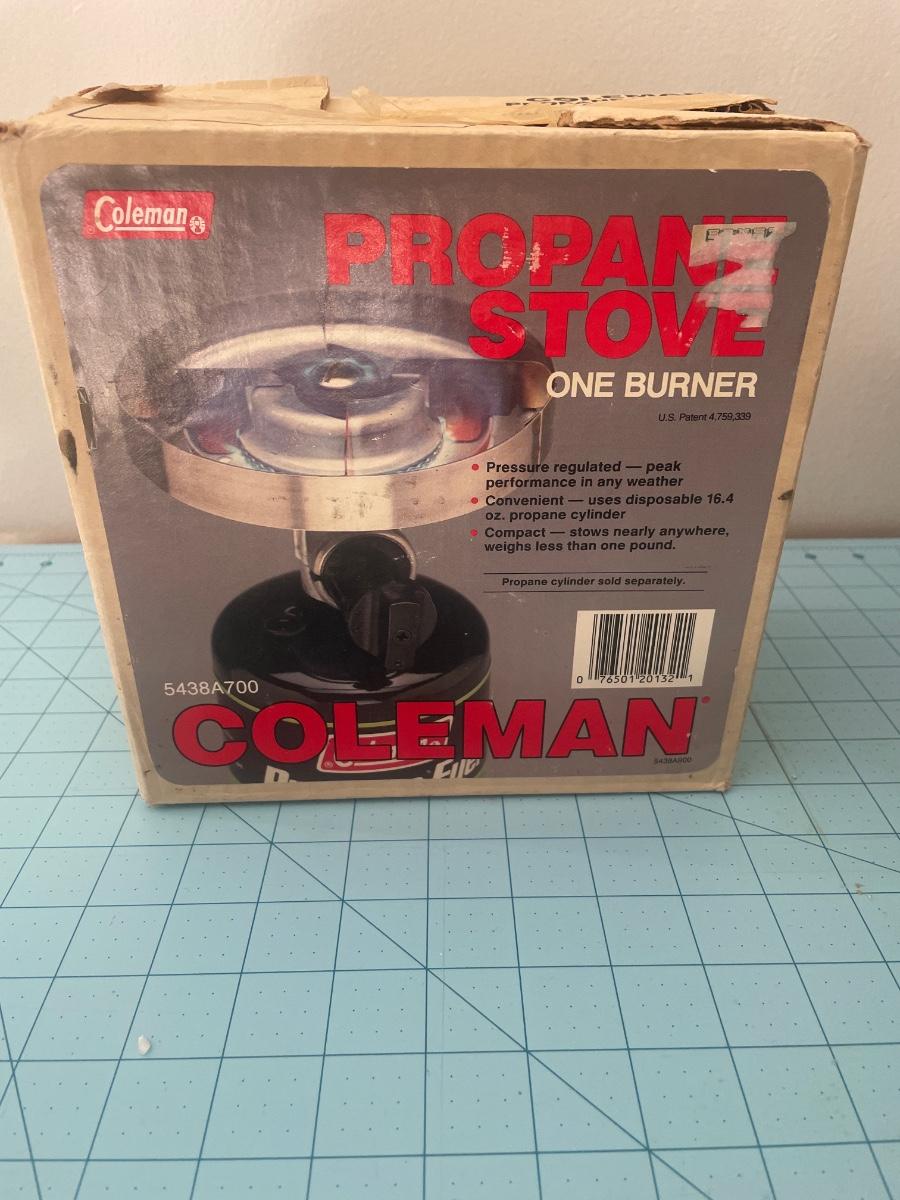 COLEMAN
Coleman
PROPANE
STOVE
ONE BURNER
U.S. Patent 4,759,339
• Pressure regulated — peak
performance in any weather
• Convenient — uses disposable 16.4
oz. propane cylinder
• Compact — stows nearly anywhere,
weighs less than one pound.
Propane cylinder sold separately.
0 76501 20132 1
5438A700
COLEMAN
Coleman
5438A900